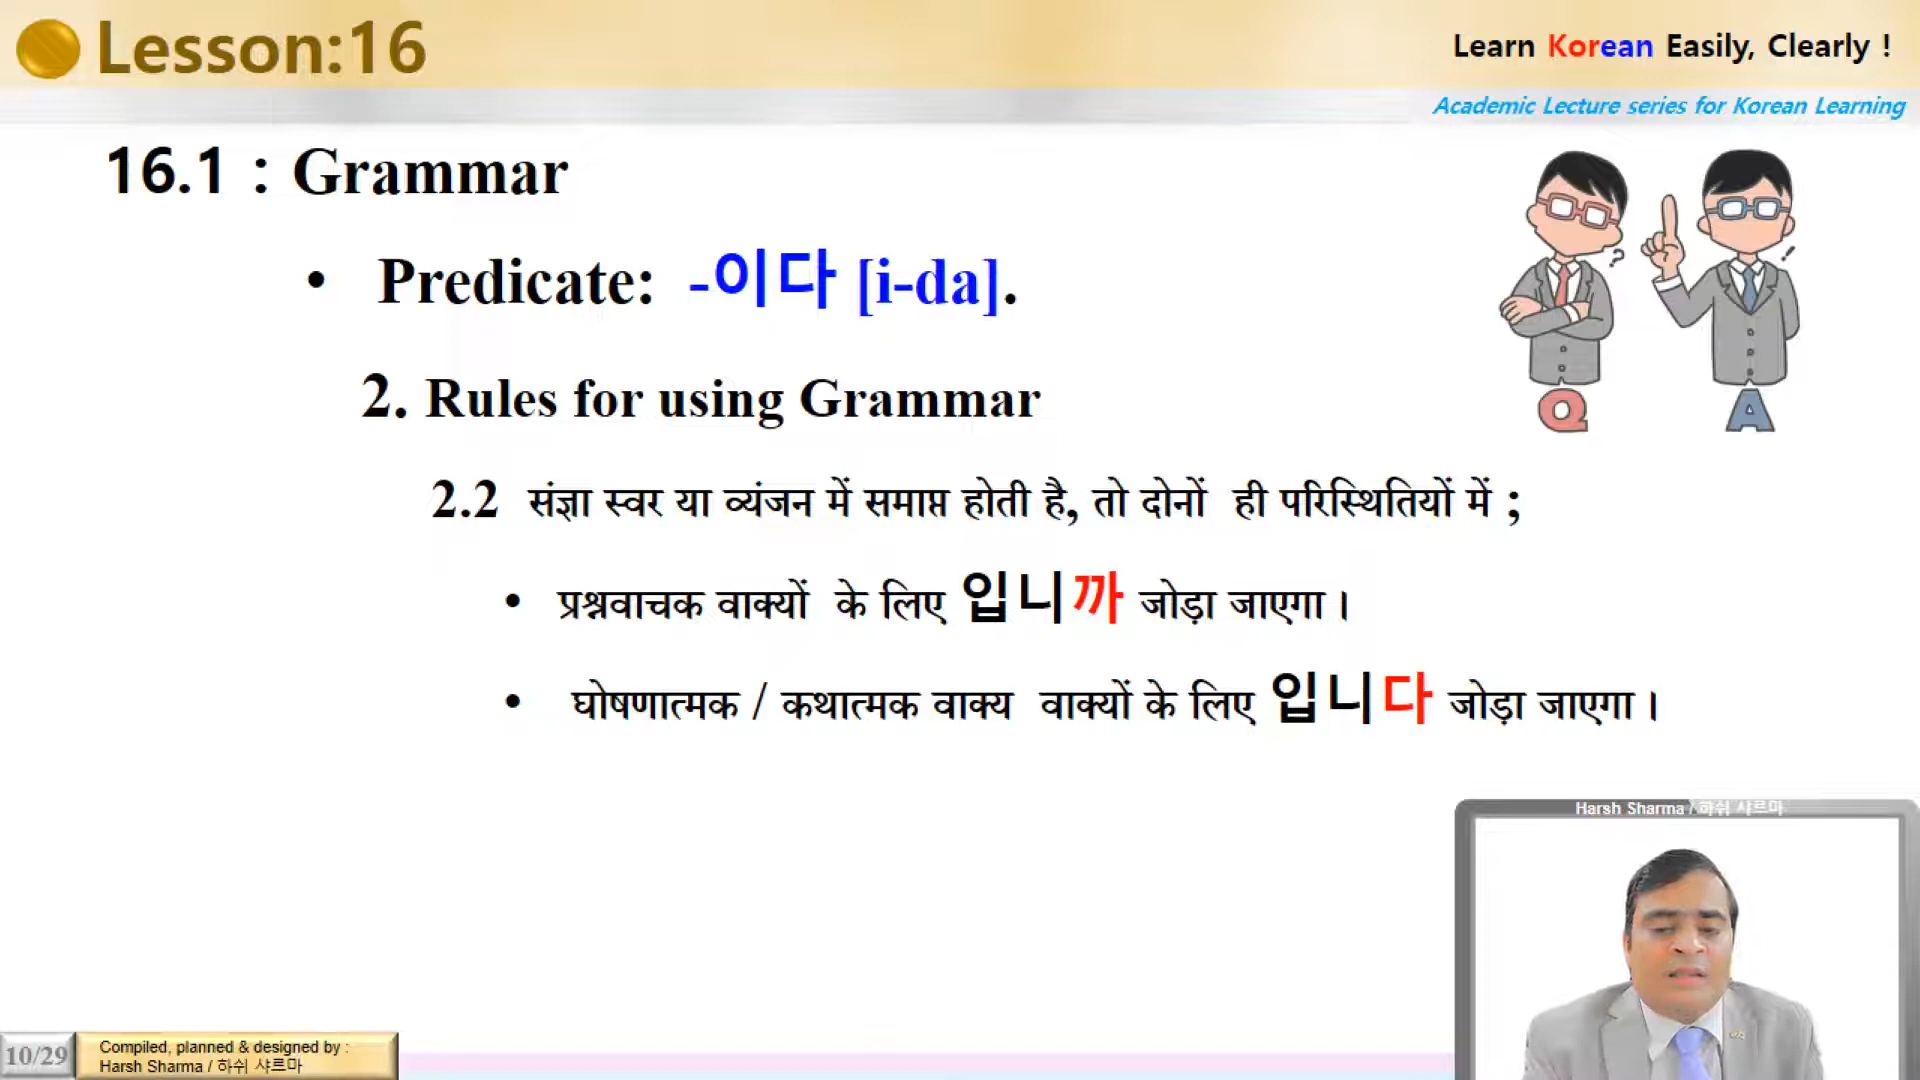 Lesson:16
Learn Korean Easily, Clearly !
Academic Lecture series for Korean Learning
16.1 : Grammar
• Predicate: -이다 [i-da].
2. Rules for using Grammar
2.2 संज्ञा स्वर या व्यंजन में समाप्त होती है, तो दोनों ही परिस्थितियों में ;
• प्रश्नवाचक वाक्यों के लिए 입니까 जोड़ा जाएगा।
• घोषणात्मक / कथात्मक वाक्य वाक्यों के लिए 입니다 जोड़ा जाएगा।
Q A
Harsh Sharma / 하쉬 샤르마
10/29
Compiled, planned & designed by :
Harsh Sharma / 하쉬 샤르마